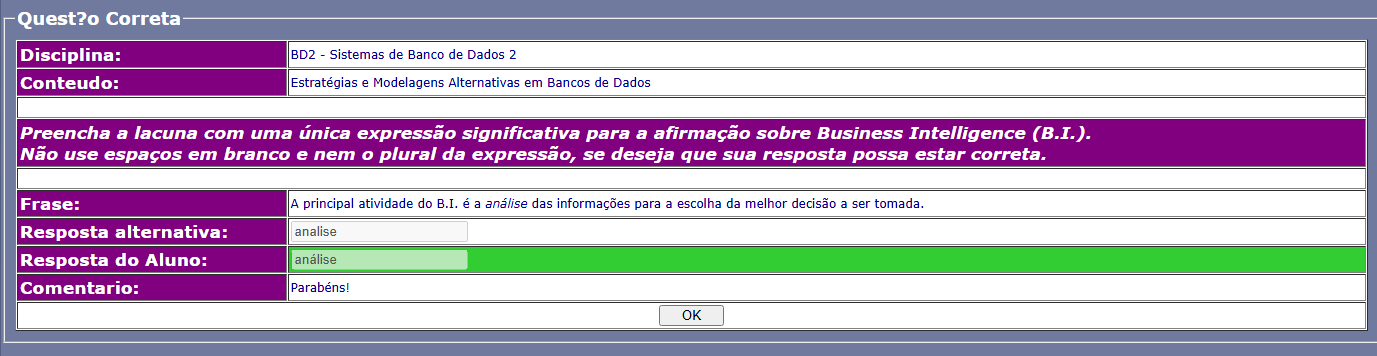 Quest?o Correta
Disciplina: BD2 - Sistemas de Banco de Dados 2
Conteudo: Estratégias e Modelagens Alternativas em Bancos de Dados
Preencha a lacuna com uma única expressão significativa para a afirmação sobre Business Intelligence (B.I.).
Não use espaços em branco e nem o plural da expressão, se deseja que sua resposta possa estar correta.
Frase: A principal atividade do B.I. é a análise das informações para a escolha da melhor decisão a ser tomada.
Resposta alternativa: analise
Resposta do Aluno: análise
Comentario: Parabéns!
OK